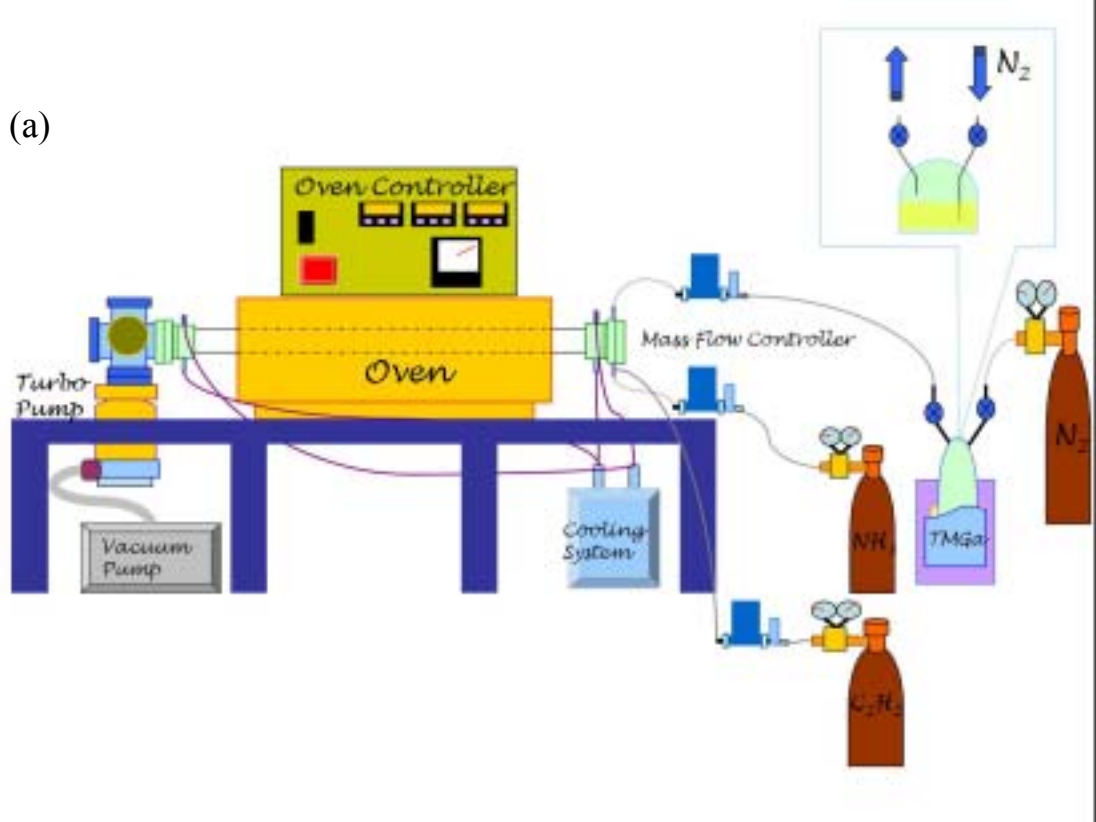 N₂
(a)
Oven Controller
Mass Flow Controller
Oven
Turbo
Pump
N₂
Vacuum
Pump
Cooling
System
NH₃
TMGa
C₂H₂